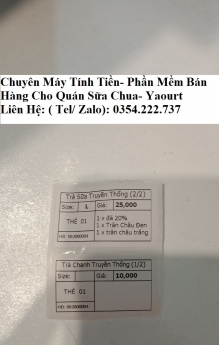 Chuyên Máy Tính Tiền- Phần Mềm Bán
Hàng Cho Quán Sữa Chua- Yaourt
Liên Hệ: ( Tel/ Zalo): 0354.222.737
Trà Sữa Truyền Thống (2/2)
Size: L Giá: 25,000
THẺ 01
1 x đá 20%
1 x Trân Châu Đen
1 x trân châu trắng
Trà Chanh Truyền Thống (1/2)
Size: Giá: 10,000
THẺ 01